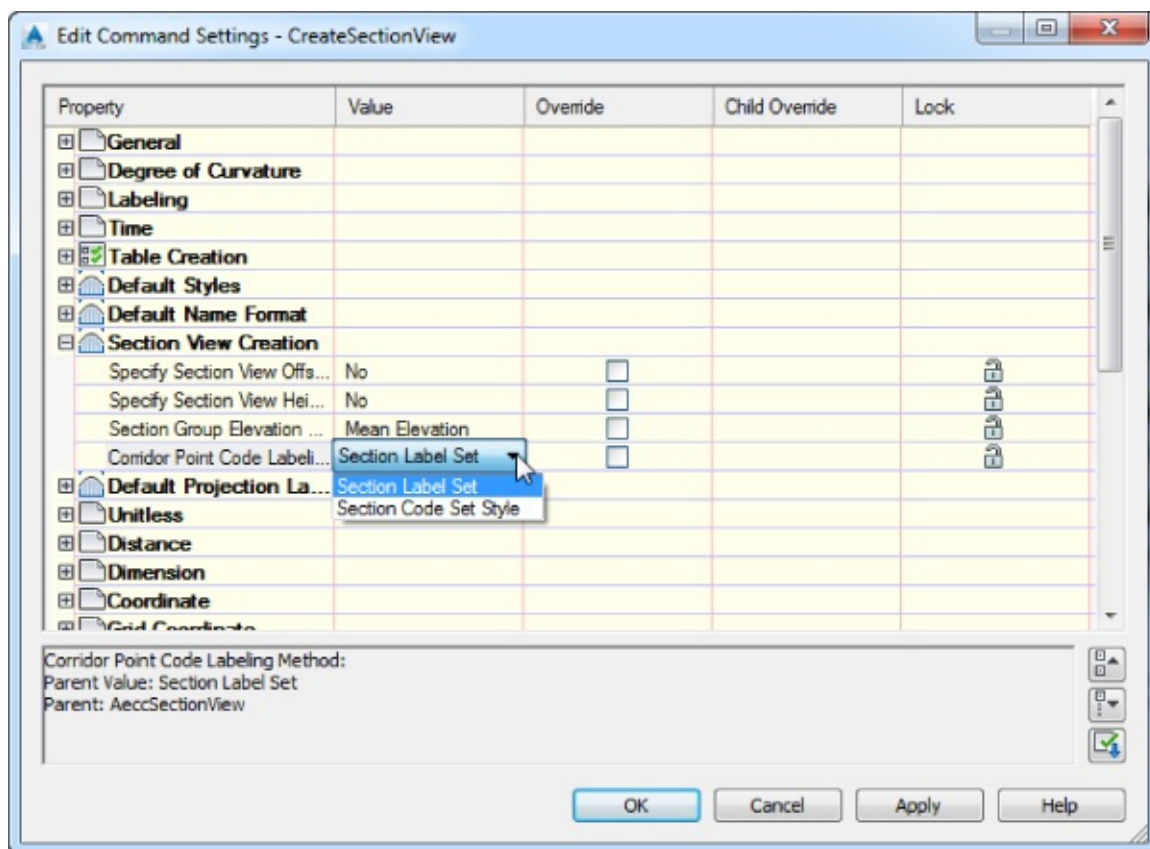 Edit Command Settings - CreateSectionView
Property Value Override Child Override Lock
General
Degree of Curvature
Labeling
Time
Table Creation
Default Styles
Default Name Format
Section View Creation
Specify Section View Offs... No
Specify Section View Hei... No
Section Group Elevation ... Mean Elevation
Corridor Point Code Labeli... Section Label Set
Default Projection La... Section Label Set
Section Code Set Style
Unitless
Distance
Dimension
Coordinate
Grid Coordinate
Corridor Point Code Labeling Method:
Parent Value: Section Label Set
Parent: AeccSectionView
OK Cancel Apply Help